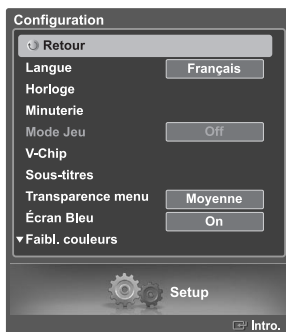 Configuration
Retour
Langue Français
Horloge
Minuterie
Mode Jeu Off
V-Chip
Sous-titres
Transparence menu Moyenne
Écran Bleu On
▼Faibl. couleurs
Setup
Intro.